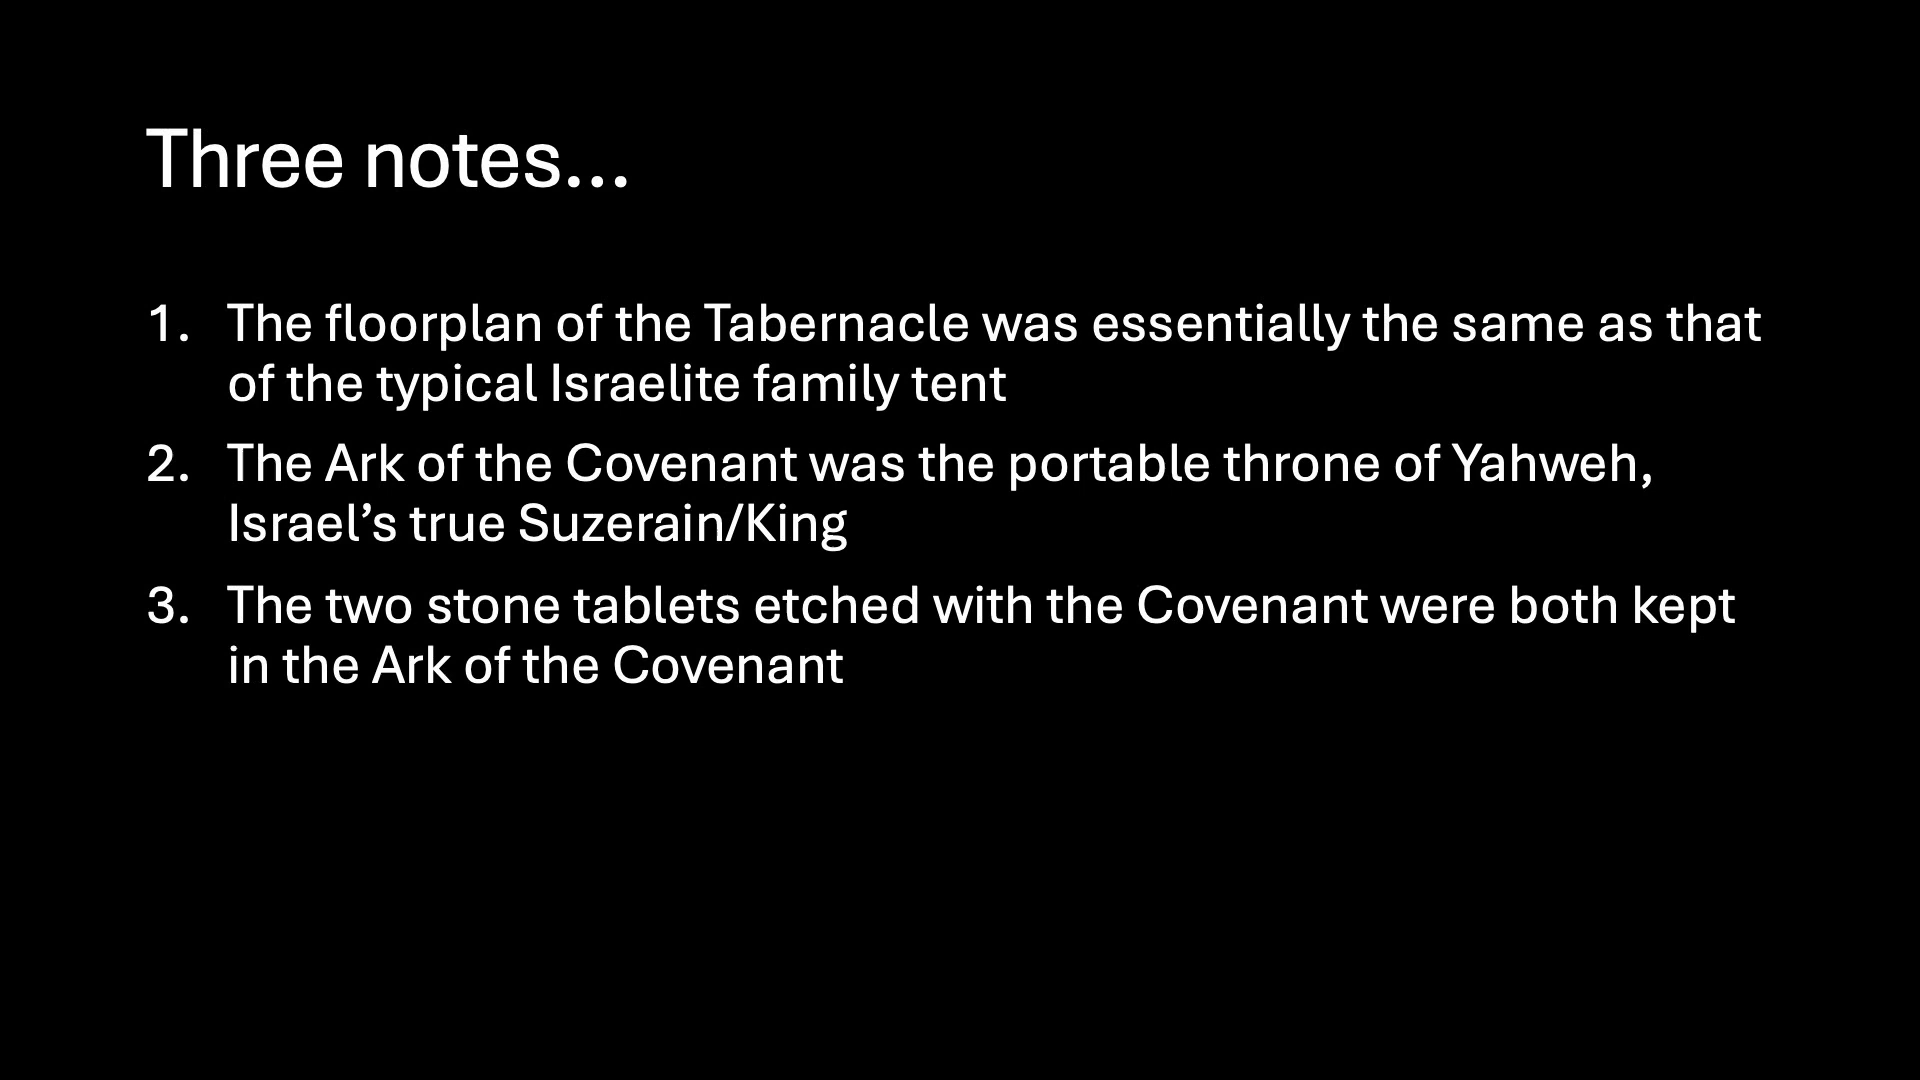 Three notes...
1. The floorplan of the Tabernacle was essentially the same as that
of the typical Israelite family tent
2. The Ark of the Covenant was the portable throne of Yahweh,
Israel’s true Suzerain/King
3. The two stone tablets etched with the Covenant were both kept
in the Ark of the Covenant